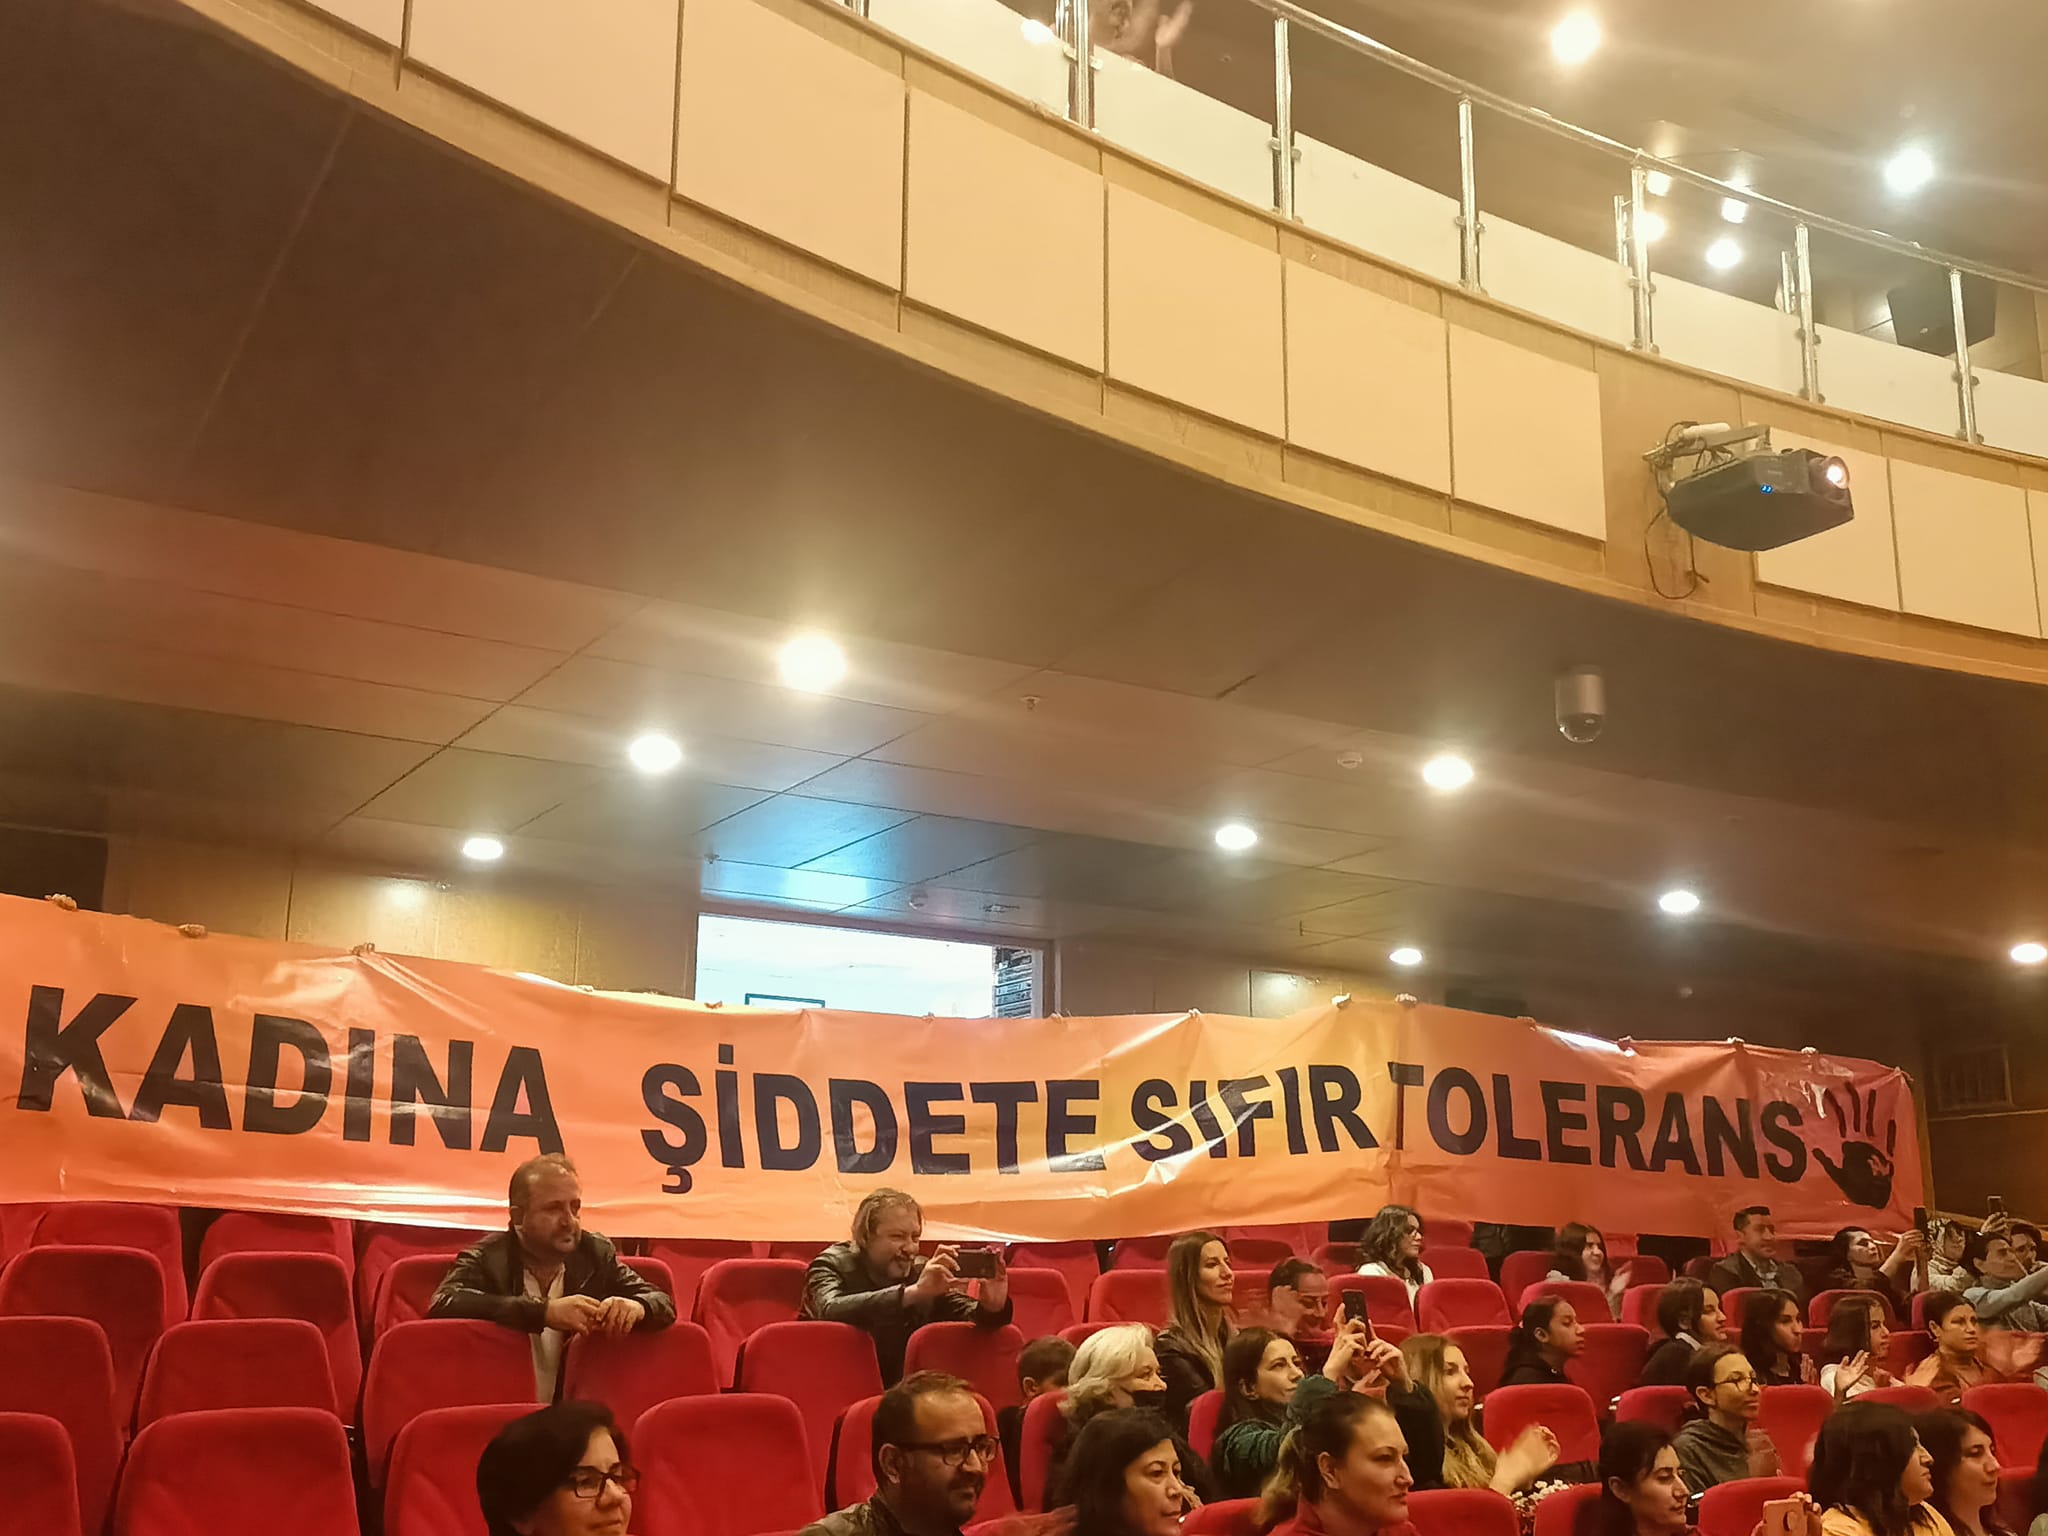 KADINA ŞİDDETE SIFIR TOLERANS